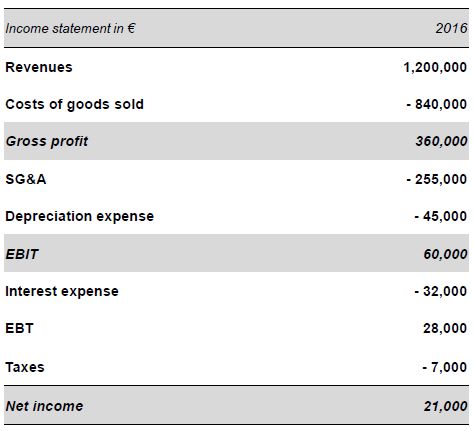 Income statement in € 2016
Revenues 1,200,000
Costs of goods sold - 840,000
Gross profit 360,000
SG&A - 255,000
Depreciation expense - 45,000
EBIT 60,000
Interest expense - 32,000
EBT 28,000
Taxes - 7,000
Net income 21,000